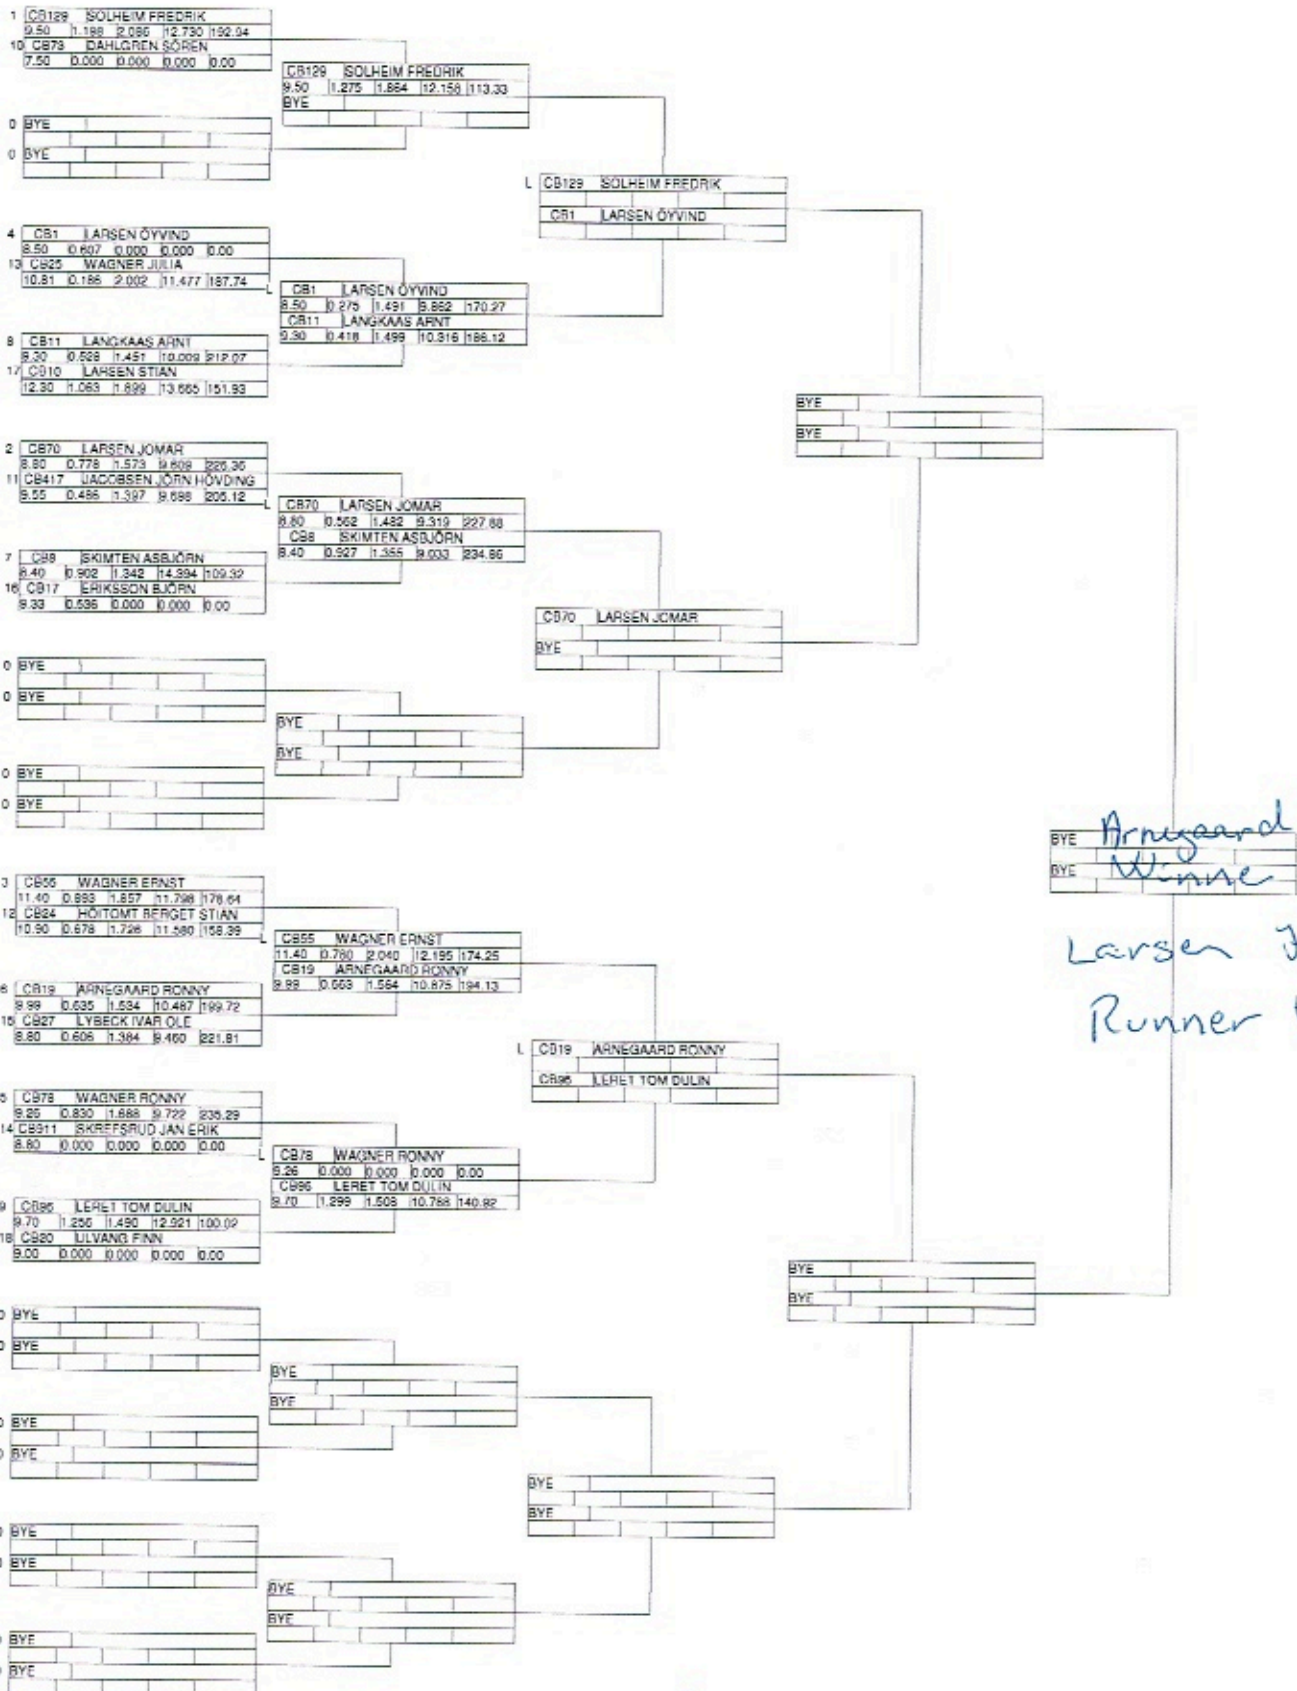 1 CB129 SOLHEIM FREDRIK
9.50 1.188 2.086 12.730 192.94
10 CB73 DAHLGREN SÖREN
7.50 0.000 0.000 0.000 0.00
CB129 SOLHEIM FREDRIK
9.50 1.275 1.864 12.158 113.33
BYE
0 BYE
0 BYE
L CB129 SOLHEIM FREDRIK
CB1 LARSEN ÖYVIND
4 CB1 LARSEN ÖYVIND
8.50 0.607 0.000 0.000 0.00
13 CB25 WAGNER JULIA
10.81 0.186 2.002 11.477 187.74
L CB1 LARSEN ÖYVIND
8.50 0.275 1.491 9.862 170.27
CB11 LANGKAAS ARNT
9.30 0.418 1.499 10.316 186.12
8 CB11 LANGKAAS ARNT
9.30 0.528 1.451 10.009 212.07
17 CB10 LARSEN STIAN
12.30 1.063 1.899 13.665 151.93
BYE
BYE
2 CB70 LARSEN JOMAR
8.80 0.778 1.573 9.609 226.36
11 CB417 JACOBSEN JÖRN HÖVDING
9.55 0.486 1.397 9.698 205.12
L CB70 LARSEN JOMAR
8.80 0.562 1.482 9.319 227.88
CB8 SKIMTEN ASBJÖRN
8.40 0.927 1.355 9.033 234.86
7 CB8 SKIMTEN ASBJÖRN
8.40 0.902 1.342 14.394 109.32
16 CB17 ERIKSSON BJÖRN
9.33 0.536 0.000 0.000 0.00
CB70 LARSEN JOMAR
BYE
0 BYE
0 BYE
BYE
BYE
0 BYE
0 BYE
BYE Arnegaard
BYE Winne
Larsen J
Runner
3 CB55 WAGNER ERNST
11.40 0.893 1.857 11.798 176.64
12 CB24 HÖITOMT BERGET STIAN
10.90 0.678 1.726 11.580 158.39
L CB55 WAGNER ERNST
11.40 0.780 2.040 12.195 174.25
CB19 ARNEGAARD RONNY
9.99 0.563 1.564 10.875 194.13
6 CB19 ARNEGAARD RONNY
9.99 0.635 1.534 10.487 199.72
15 CB27 LYBECK IVAR OLE
8.80 0.606 1.384 9.460 221.81
L CB19 ARNEGAARD RONNY
CB96 LERET TOM DULIN
5 CB78 WAGNER RONNY
9.26 0.830 1.688 9.722 235.29
14 CB911 SKREFSRUD JAN ERIK
8.80 0.000 0.000 0.000 0.00
L CB78 WAGNER RONNY
9.26 0.000 0.000 0.000 0.00
CB96 LERET TOM DULIN
9.70 1.299 1.508 10.788 140.92
9 CB96 LERET TOM DULIN
9.70 1.256 1.490 12.921 100.02
18 CB20 ULVANG FINN
9.00 0.000 0.000 0.000 0.00
BYE
BYE
0 BYE
0 BYE
BYE
BYE
0 BYE
0 BYE
BYE
BYE
0 BYE
0 BYE
BYE
BYE
BYE
BYE